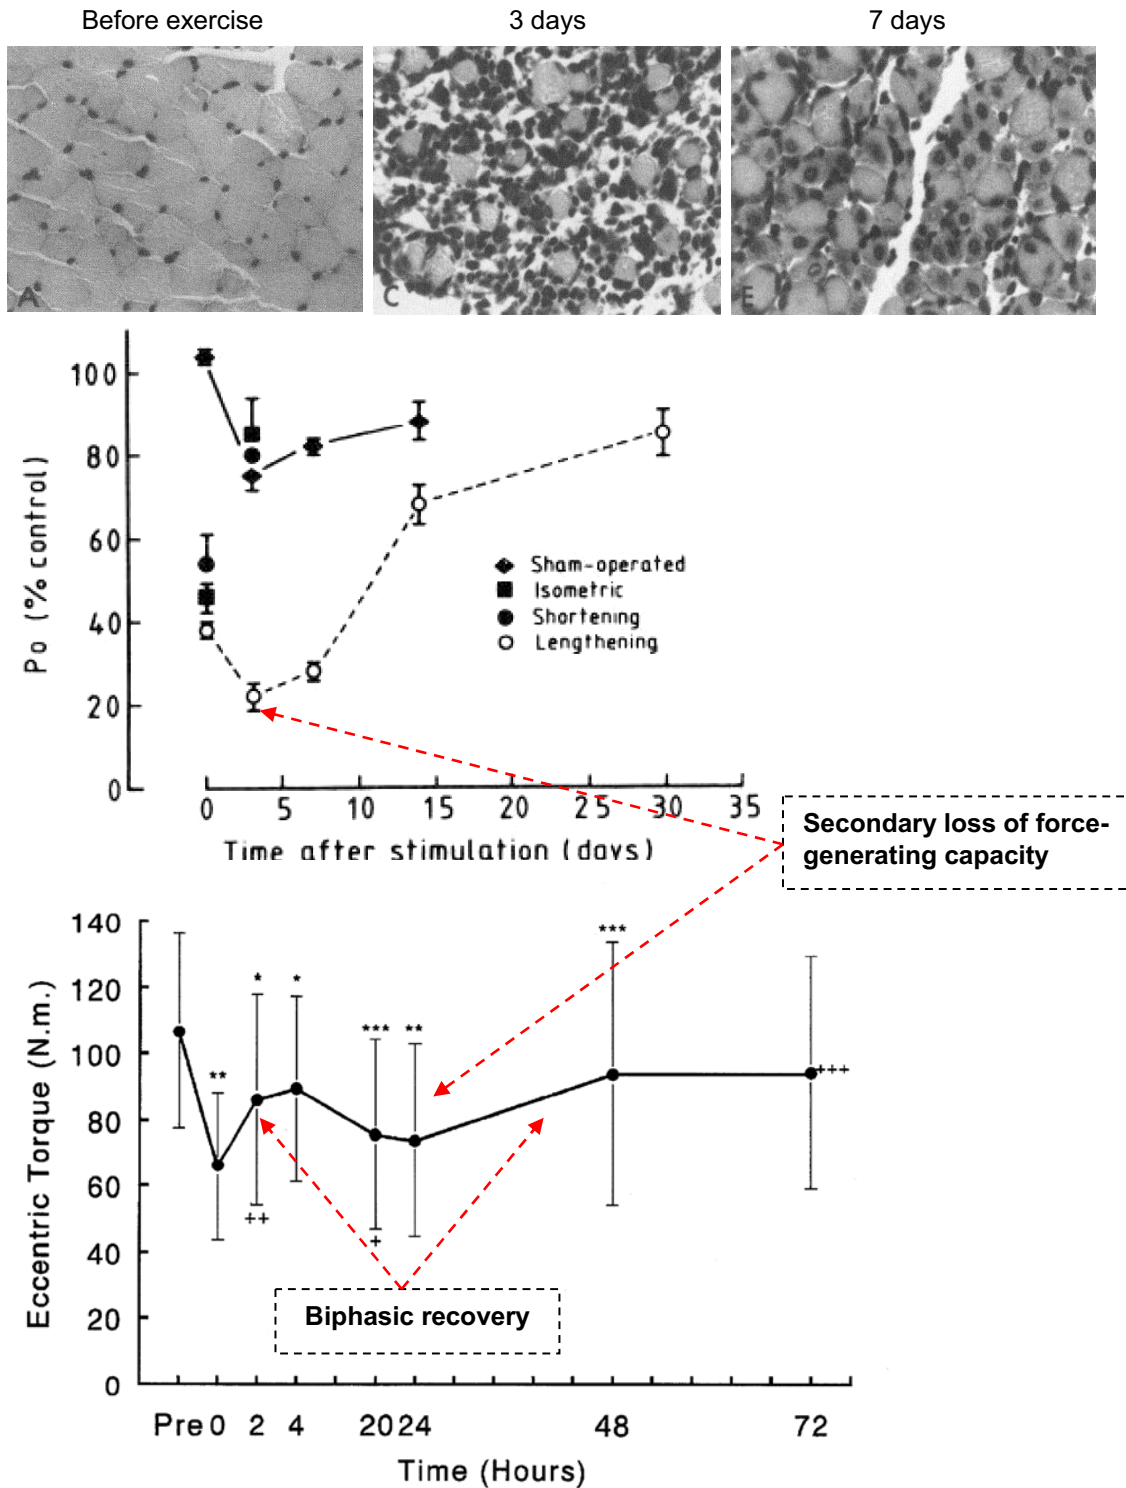 Before exercise
3 days
7 days
A
C
E
Po (% control)
100
80
60
40
20
0
Sham-operated
Isometric
Shortening
Lengthening
0 5 10 15 20 25 30 35
Time after stimulation (days)
Secondary loss of force-
generating capacity
Eccentric Torque (N.m.)
140
120
100
80
60
40
20
0
**
*
*
***
**
***
++
+
+++
Biphasic recovery
Pre 0 2 4 20 24 48 72
Time (Hours)